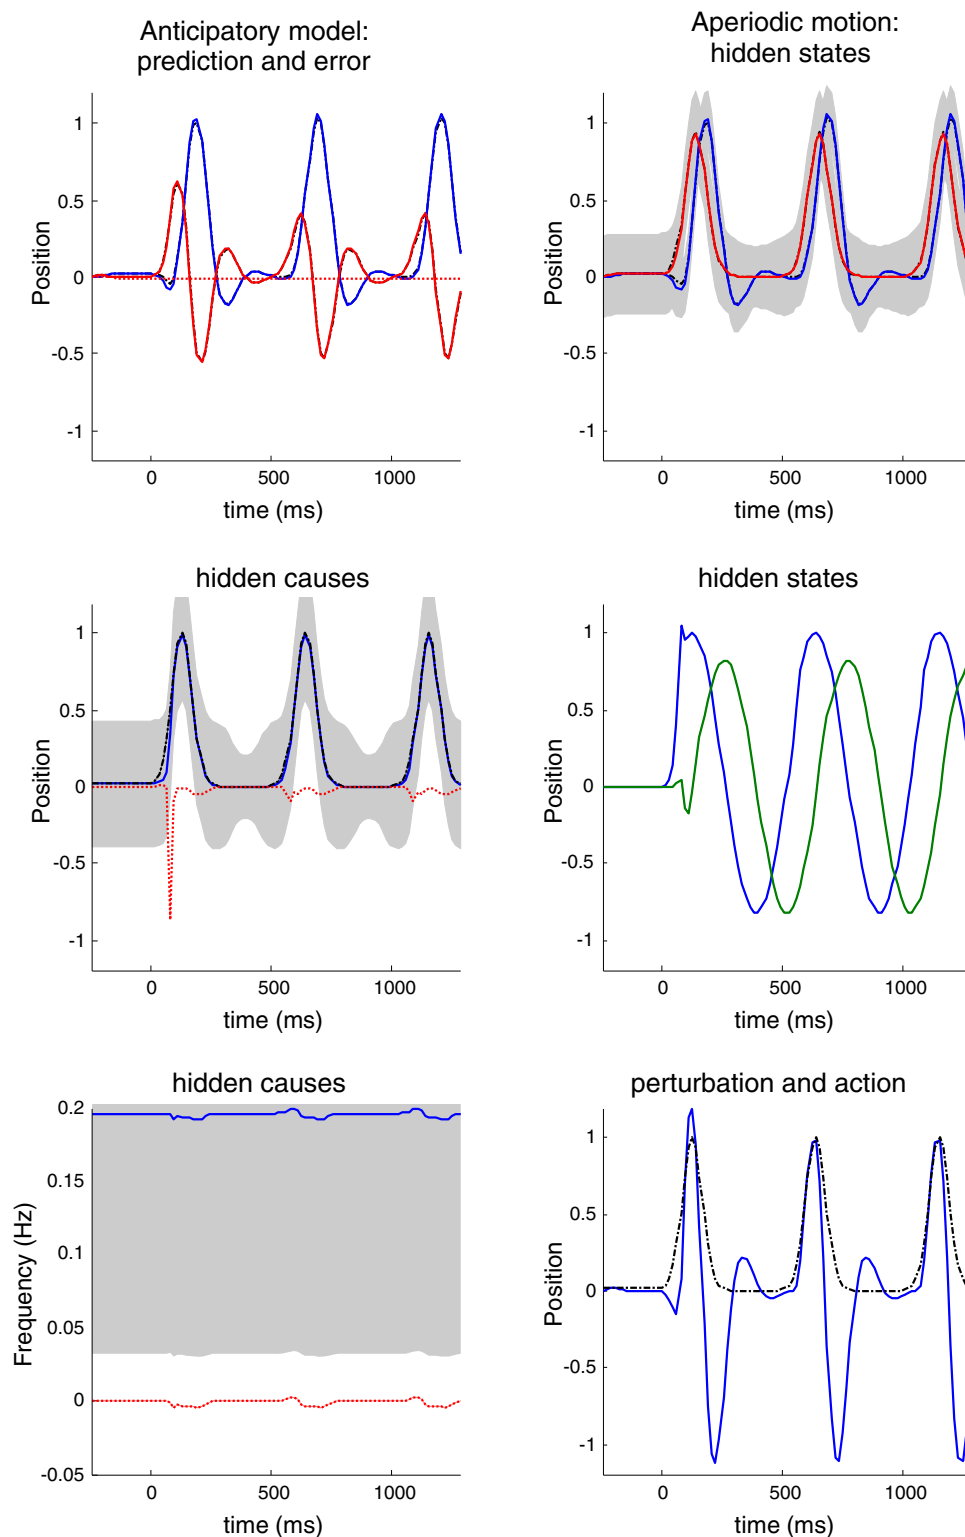 Anticipatory model:
prediction and error
Position
1
0.5
0
-0.5
-1
0 500 1000
time (ms)
Aperiodic motion:
hidden states
Position
1
0.5
0
-0.5
-1
0 500 1000
time (ms)
hidden causes
Position
1
0.5
0
-0.5
-1
0 500 1000
time (ms)
hidden states
Position
1
0.5
0
-0.5
-1
0 500 1000
time (ms)
hidden causes
Frequency (Hz)
0.2
0.15
0.1
0.05
0
-0.05
0 500 1000
time (ms)
perturbation and action
Position
1
0.5
0
-0.5
-1
0 500 1000
time (ms)